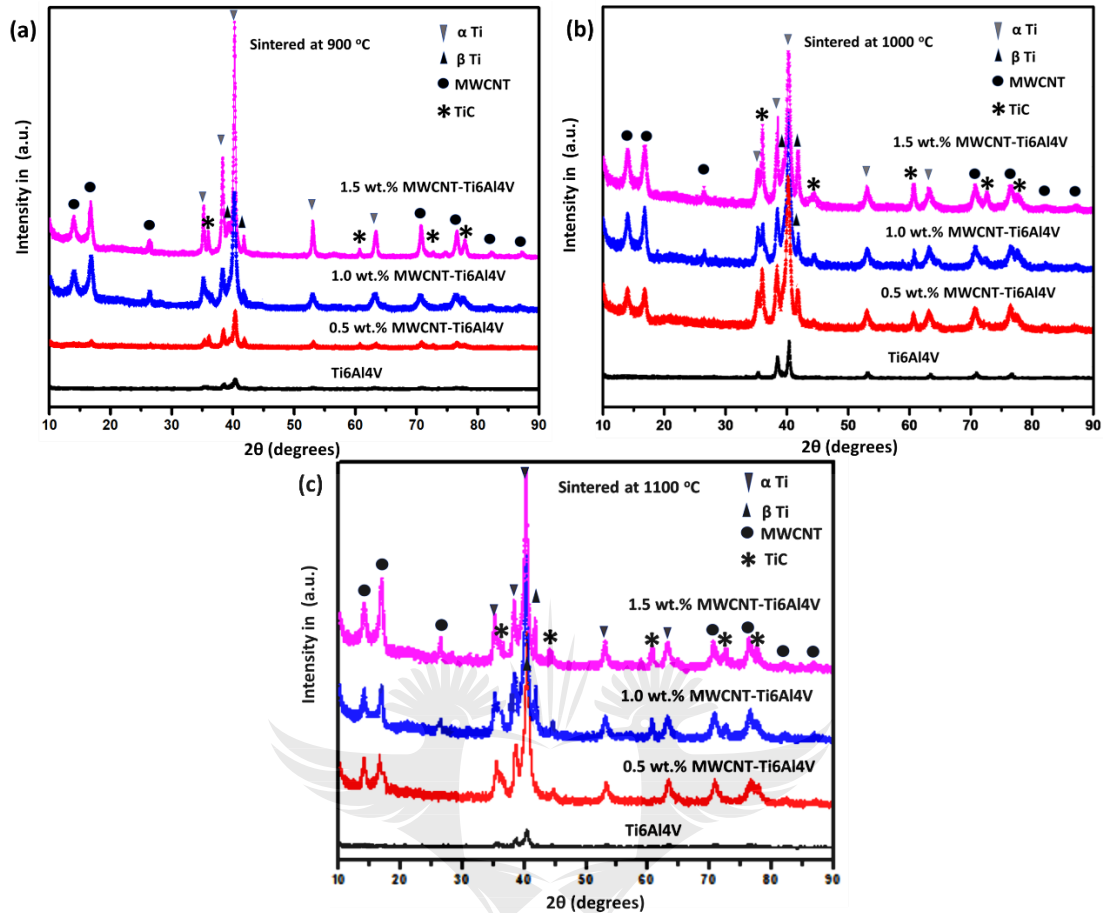 (a)
Sintered at 900 °C
α Ti
β Ti
MWCNT
TiC
1.5 wt.% MWCNT-Ti6Al4V
1.0 wt.% MWCNT-Ti6Al4V
0.5 wt.% MWCNT-Ti6Al4V
Ti6Al4V
Intensity in (a.u.)
10 20 30 40 50 60 70 80 90
2θ (degrees)
(b)
Sintered at 1000 °C
α Ti
β Ti
MWCNT
TiC
1.5 wt.% MWCNT-Ti6Al4V
1.0 wt.% MWCNT-Ti6Al4V
0.5 wt.% MWCNT-Ti6Al4V
Ti6Al4V
Intensity in (a.u.)
10 20 30 40 50 60 70 80 90
2θ (degrees)
(c)
Sintered at 1100 °C
α Ti
β Ti
MWCNT
TiC
1.5 wt.% MWCNT-Ti6Al4V
1.0 wt.% MWCNT-Ti6Al4V
0.5 wt.% MWCNT-Ti6Al4V
Ti6Al4V
Intensity in (a.u.)
10 20 30 40 50 60 70 80 90
2θ (degrees)